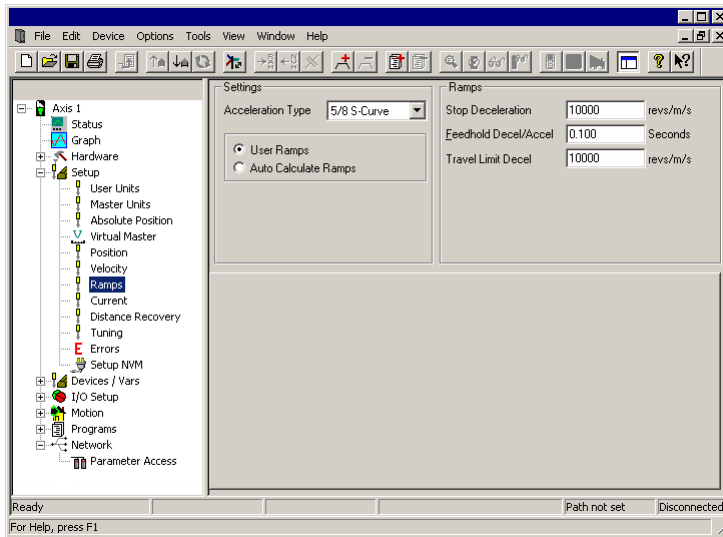 File Edit Device Options Tools View Window Help
Axis 1
Status
Graph
Hardware
Setup
User Units
Master Units
Absolute Position
Virtual Master
Position
Velocity
Ramps
Current
Distance Recovery
Tuning
E Errors
Setup NVM
Devices / Vars
I/O Setup
Motion
Programs
Network
Parameter Access
Settings
Acceleration Type 5/8 S-Curve
User Ramps
Auto Calculate Ramps
Ramps
Stop Deceleration 10000 revs/m/s
Feedhold Decel/Accel 0.100 Seconds
Travel Limit Decel 10000 revs/m/s
Ready Path not set Disconnected
For Help, press F1